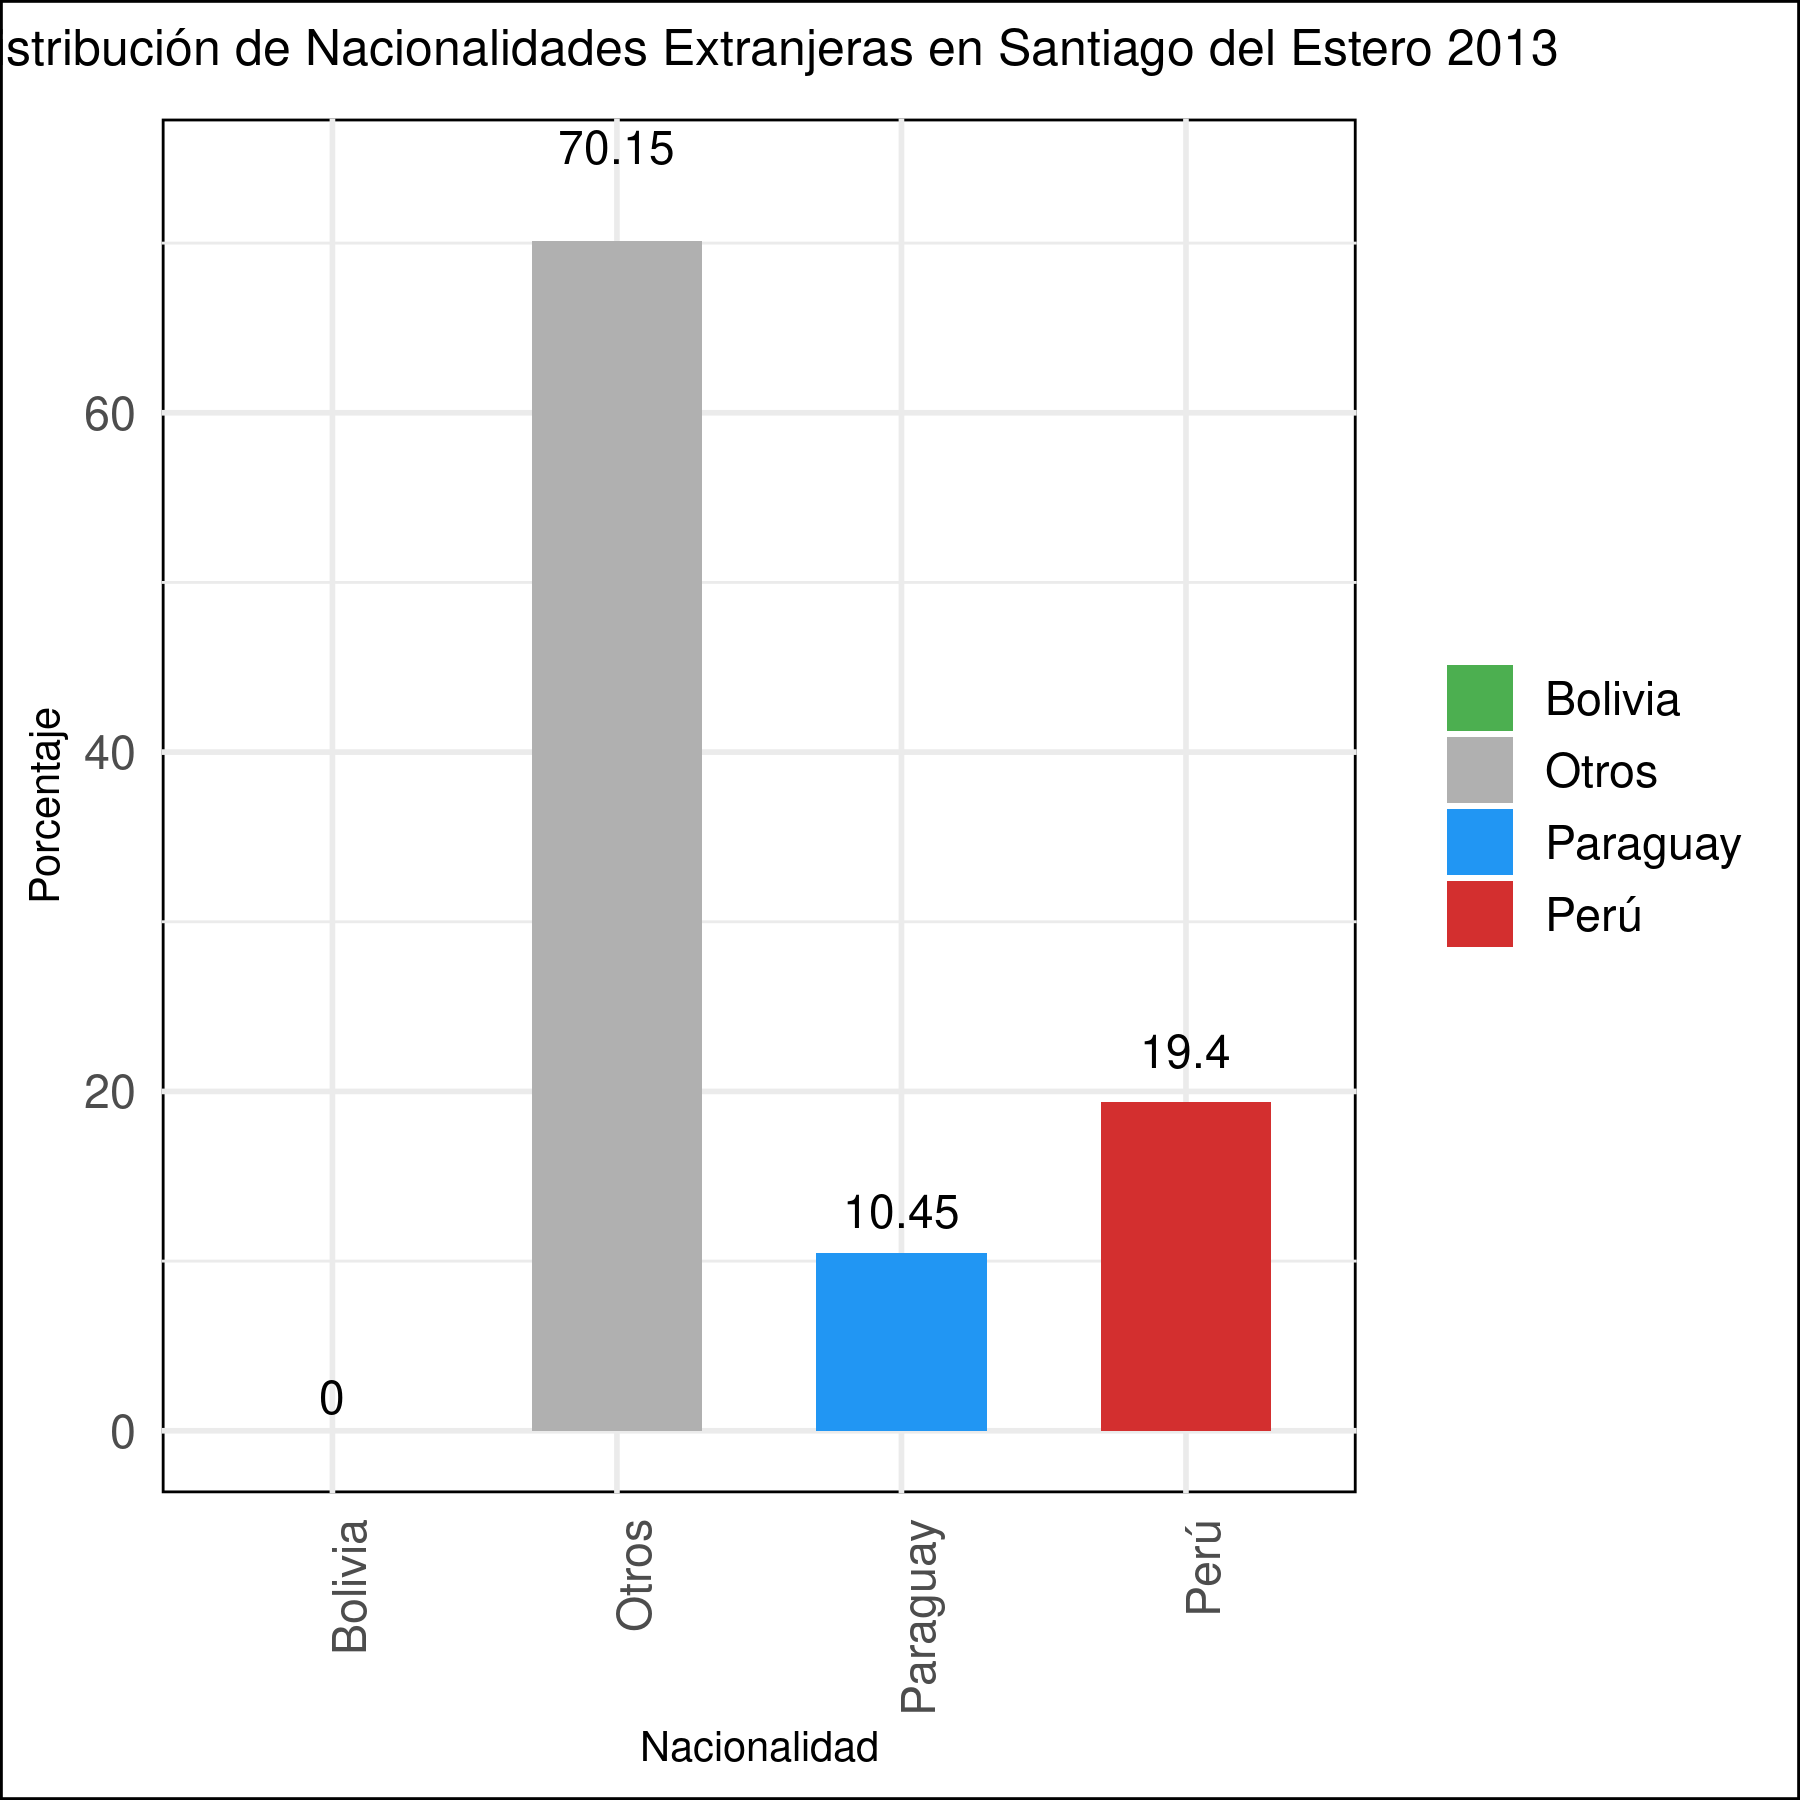 stribución de Nacionalidades Extranjeras en Santiago del Estero 2013
70.15
60
40
20
0
Porcentaje
0
10.45
19.4
Bolivia
Otros
Paraguay
Perú
Nacionalidad
Bolivia
Otros
Paraguay
Perú